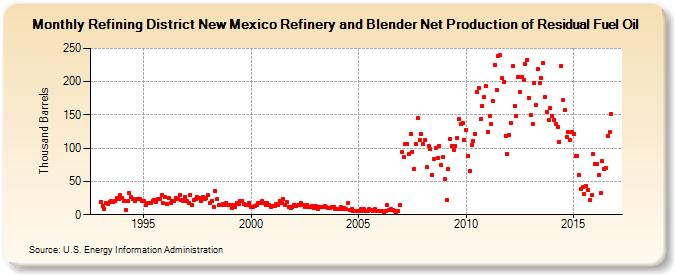 Monthly Refining District New Mexico Refinery and Blender Net Production of Residual Fuel Oil
Thousand Barrels
250
200
150
100
50
0
1995 2000 2005 2010 2015
Source: U.S. Energy Information Administration